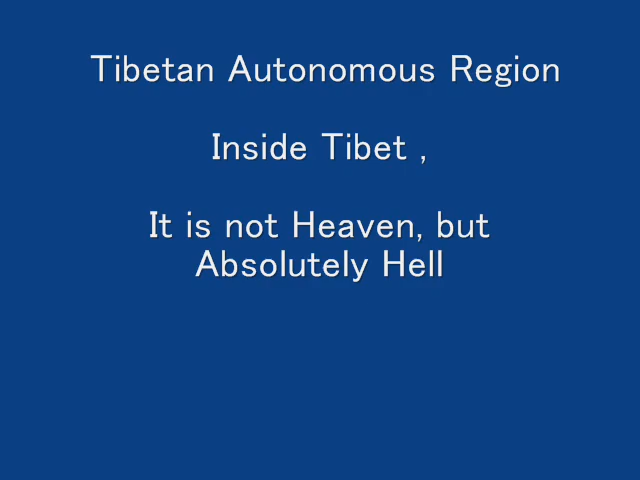 Tibetan Autonomous Region
Inside Tibet ,
It is not Heaven, but
Absolutely Hell